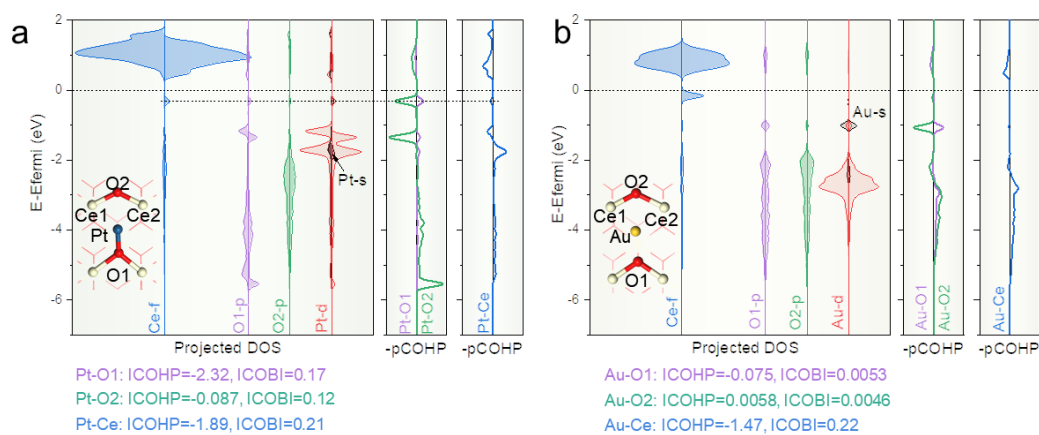 a
2
0
-2
-4
-6
E-Efermi (eV)
O2
Ce1 Ce2
Pt
O1
Pt-s
Ce-f
O1-p
O2-p
Pt-d
Pt-O1
Pt-O2
Pt-Ce
Projected DOS
-pCOHP
-pCOHP
Pt-O1: ICOHP=-2.32, ICOBI=0.17
Pt-O2: ICOHP=-0.087, ICOBI=0.12
Pt-Ce: ICOHP=-1.89, ICOBI=0.21
b
2
0
-2
-4
-6
E-Efermi (eV)
Au-s
O2
Ce1 Ce2
Au
O1
Ce-f
O1-p
O2-p
Au-d
Au-O1
Au-O2
Au-Ce
Projected DOS
-pCOHP
-pCOHP
Au-O1: ICOHP=-0.075, ICOBI=0.0053
Au-O2: ICOHP=0.0058, ICOBI=0.0046
Au-Ce: ICOHP=-1.47, ICOBI=0.22